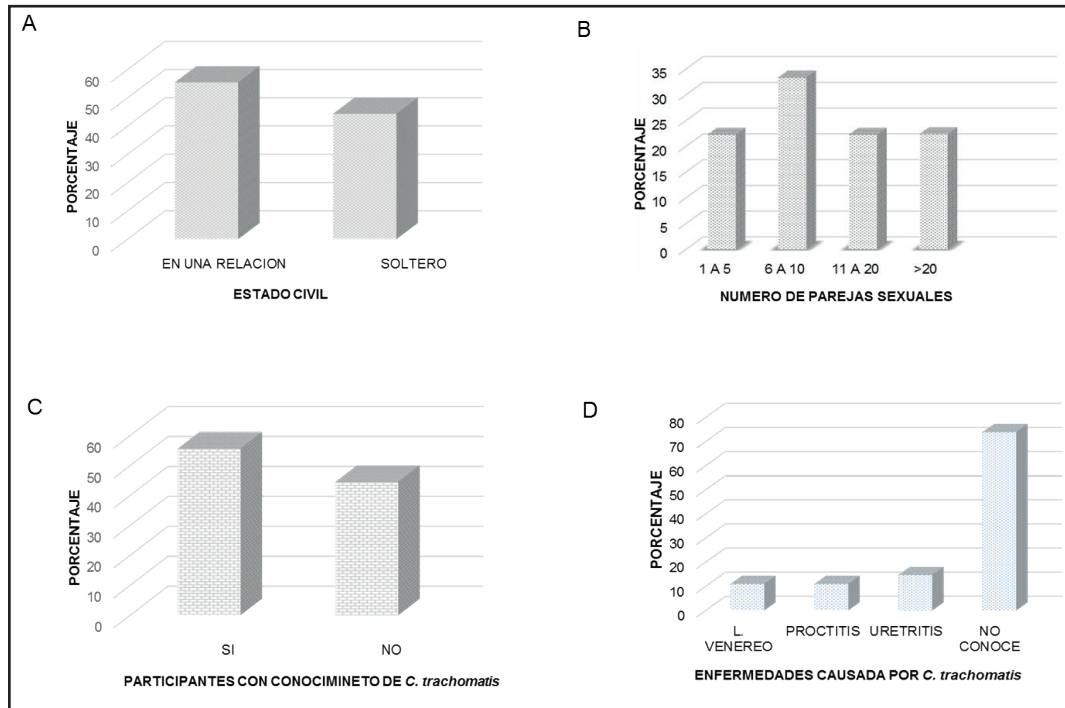 A
PORCENTAJE
60
50
40
30
20
10
0
EN UNA RELACION
SOLTERO
ESTADO CIVIL
B
PORCENTAJE
35
30
25
20
15
10
5
0
1 A 5
6 A 10
11 A 20
>20
NUMERO DE PAREJAS SEXUALES
C
PORCENTAJE
60
50
40
30
20
10
0
SI
NO
PARTICIPANTES CON CONOCIMINETO DE C. trachomatis
D
PORCENTAJE
80
70
60
50
40
30
20
10
0
L.
VENEREO
PROCTITIS
URETRITIS
NO
CONOCE
ENFERMEDADES CAUSADA POR C. trachomatis